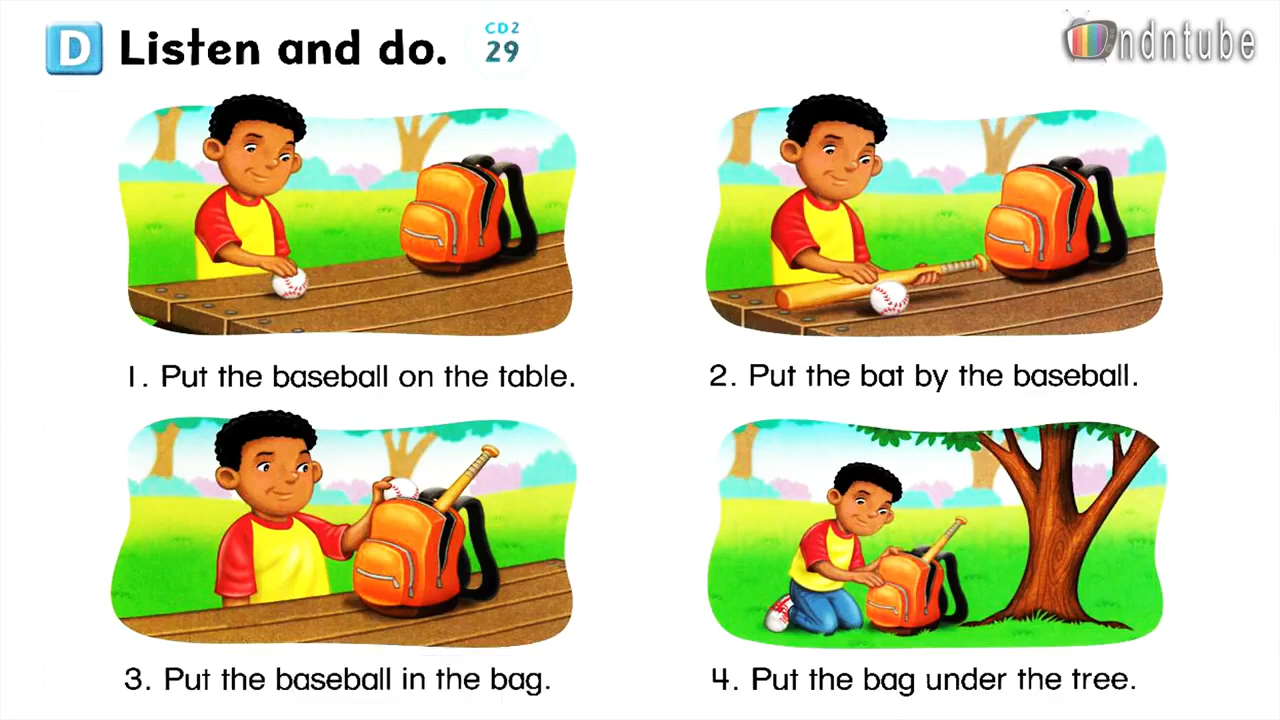 D Listen and do. CD2 29
ndntube
1. Put the baseball on the table.
2. Put the bat by the baseball.
3. Put the baseball in the bag.
4. Put the bag under the tree.